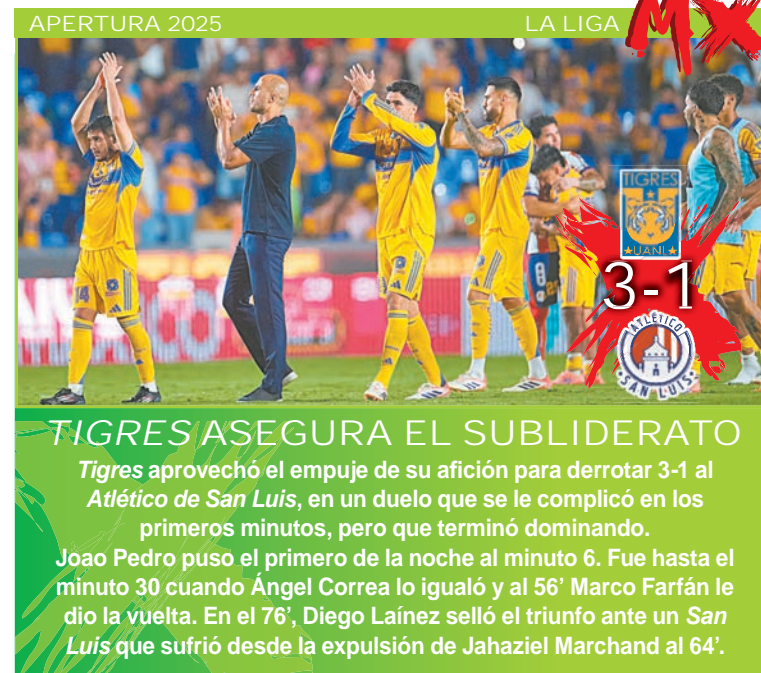 APERTURA 2025
LA LIGA MX
TIGRES
UANL
3-1
ATLÉTICO
SAN LUIS
TIGRES ASEGURA EL SUBLIDERATO
Tigres aprovechó el empuje de su afición para derrotar 3-1 al
Atlético de San Luis, en un duelo que se le complicó en los
primeros minutos, pero que terminó dominando.
Joao Pedro puso el primero de la noche al minuto 6. Fue hasta el
minuto 30 cuando Ángel Correa lo igualó y al 56’ Marco Farfán le
dio la vuelta. En el 76’, Diego Laínez selló el triunfo ante un San
Luis que sufrió desde la expulsión de Jahaziel Marchand al 64’.